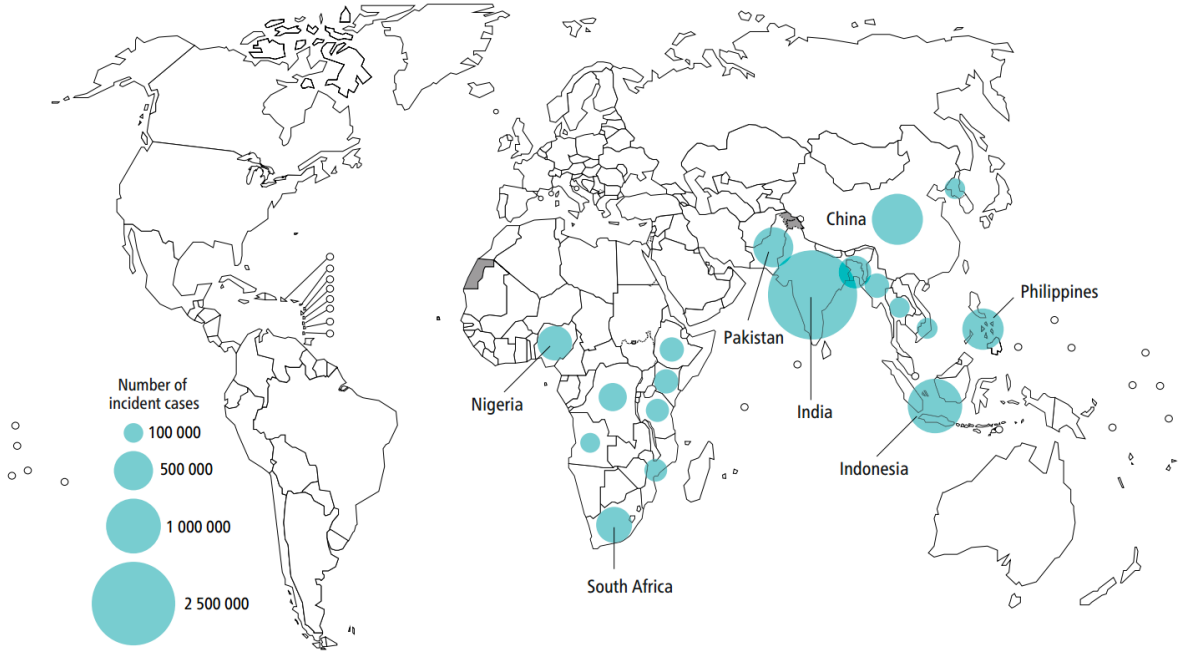 China
Philippines
Pakistan
Number of
incident cases
Nigeria
India
100 000
500 000
Indonesia
1 000 000
South Africa
2 500 000